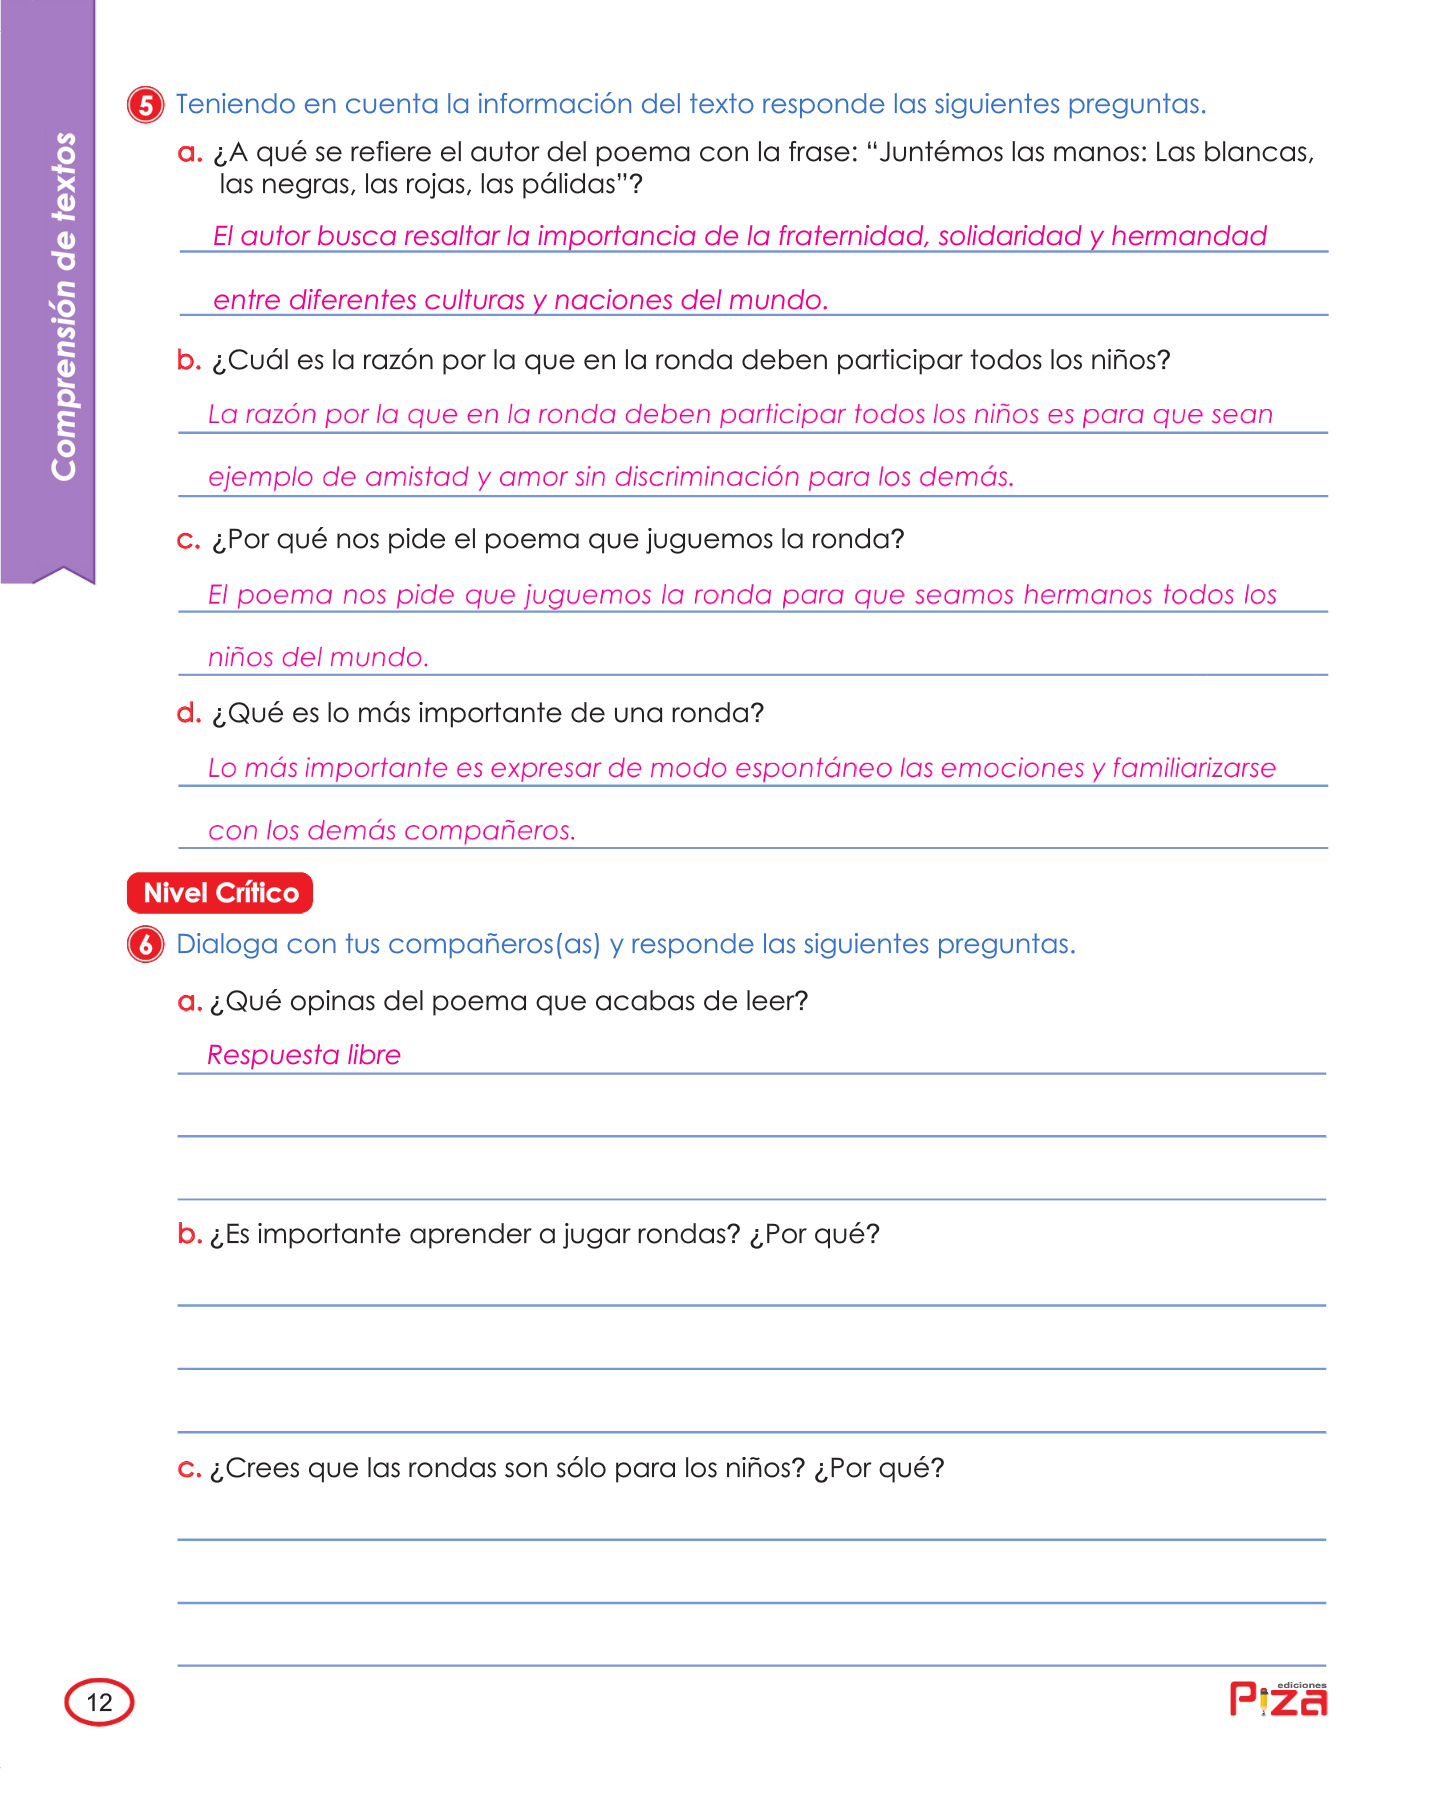 Comprensión de textos
5 Teniendo en cuenta la información del texto responde las siguientes preguntas.
a. ¿A qué se refiere el autor del poema con la frase: “Juntémos las manos: Las blancas,
las negras, las rojas, las pálidas”?
El autor busca resaltar la importancia de la fraternidad, solidaridad y hermandad
entre diferentes culturas y naciones del mundo.
b. ¿Cuál es la razón por la que en la ronda deben participar todos los niños?
La razón por la que en la ronda deben participar todos los niños es para que sean
ejemplo de amistad y amor sin discriminación para los demás.
c. ¿Por qué nos pide el poema que juguemos la ronda?
El poema nos pide que juguemos la ronda para que seamos hermanos todos los
niños del mundo.
d. ¿Qué es lo más importante de una ronda?
Lo más importante es expresar de modo espontáneo las emociones y familiarizarse
con los demás compañeros.
Nivel Crítico
6 Dialoga con tus compañeros(as) y responde las siguientes preguntas.
a. ¿Qué opinas del poema que acabas de leer?
Respuesta libre
b. ¿Es importante aprender a jugar rondas? ¿Por qué?
c. ¿Crees que las rondas son sólo para los niños? ¿Por qué?
12
ediciones
Piza